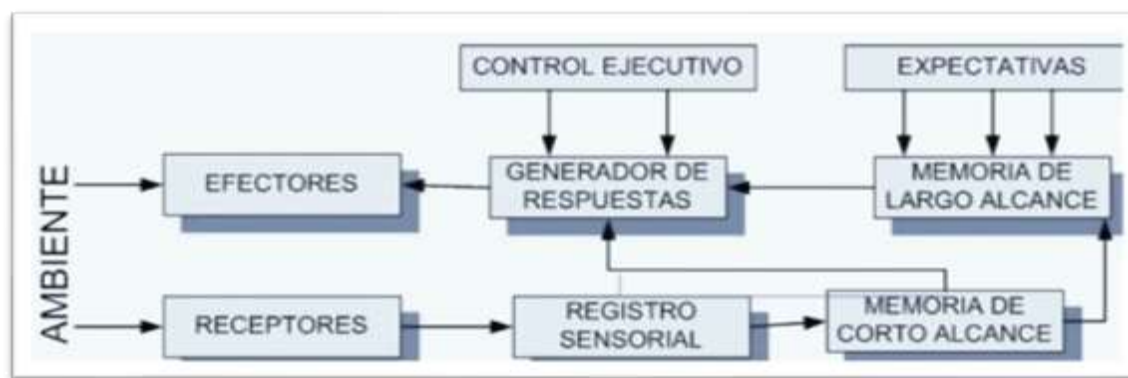 CONTROL EJECUTIVO
EXPECTATIVAS
AMBIENTE
EFECTORES
GENERADOR DE
RESPUESTAS
MEMORIA DE
LARGO ALCANCE
RECEPTORES
REGISTRO
SENSORIAL
MEMORIA DE
CORTO ALCANCE